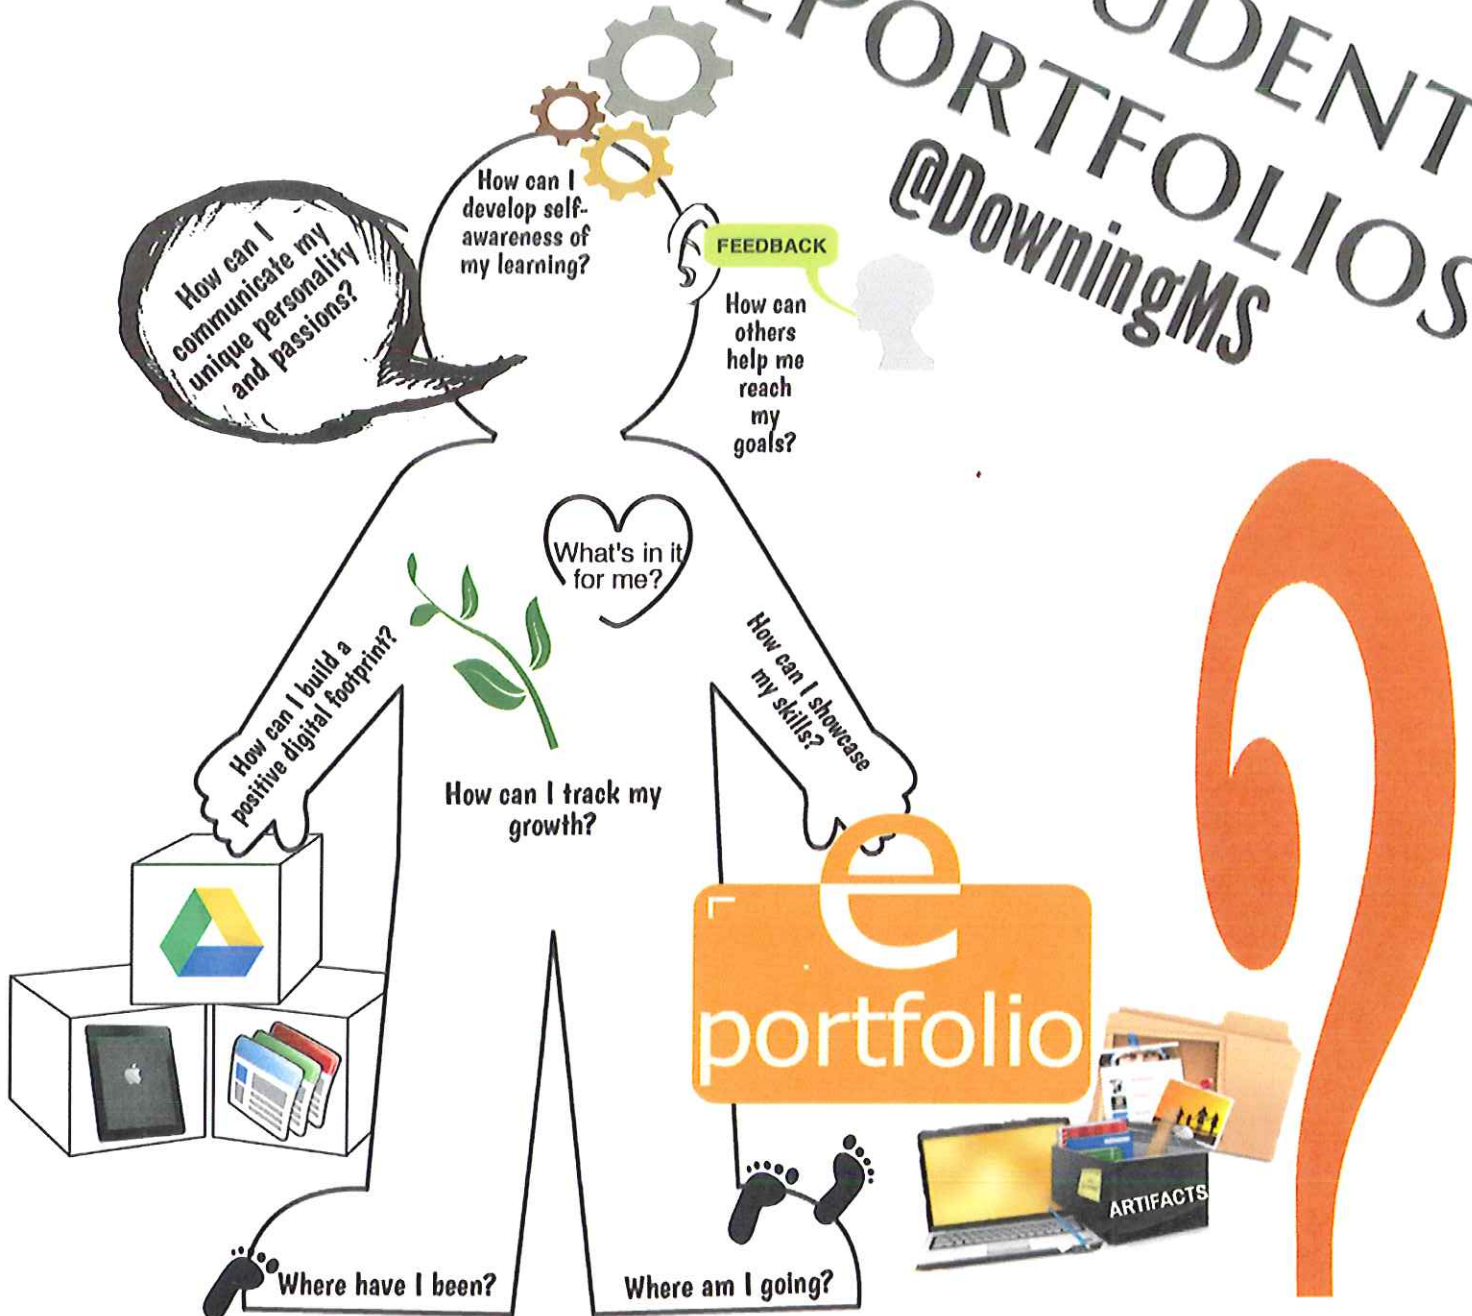 UDENT
EPORTFOLIOS
@DowningMS
How can I
develop self-
awareness of
my learning?
How can I
communicate my
unique personality
and passions?
FEEDBACK
How can
others
help me
reach
my
goals?
What's in it
for me?
How can I build a
positive digital footprint?
How can I showcase
my skills?
How can I track my
growth?
e
portfolio
ARTIFACTS
Where have I been?
Where am I going?